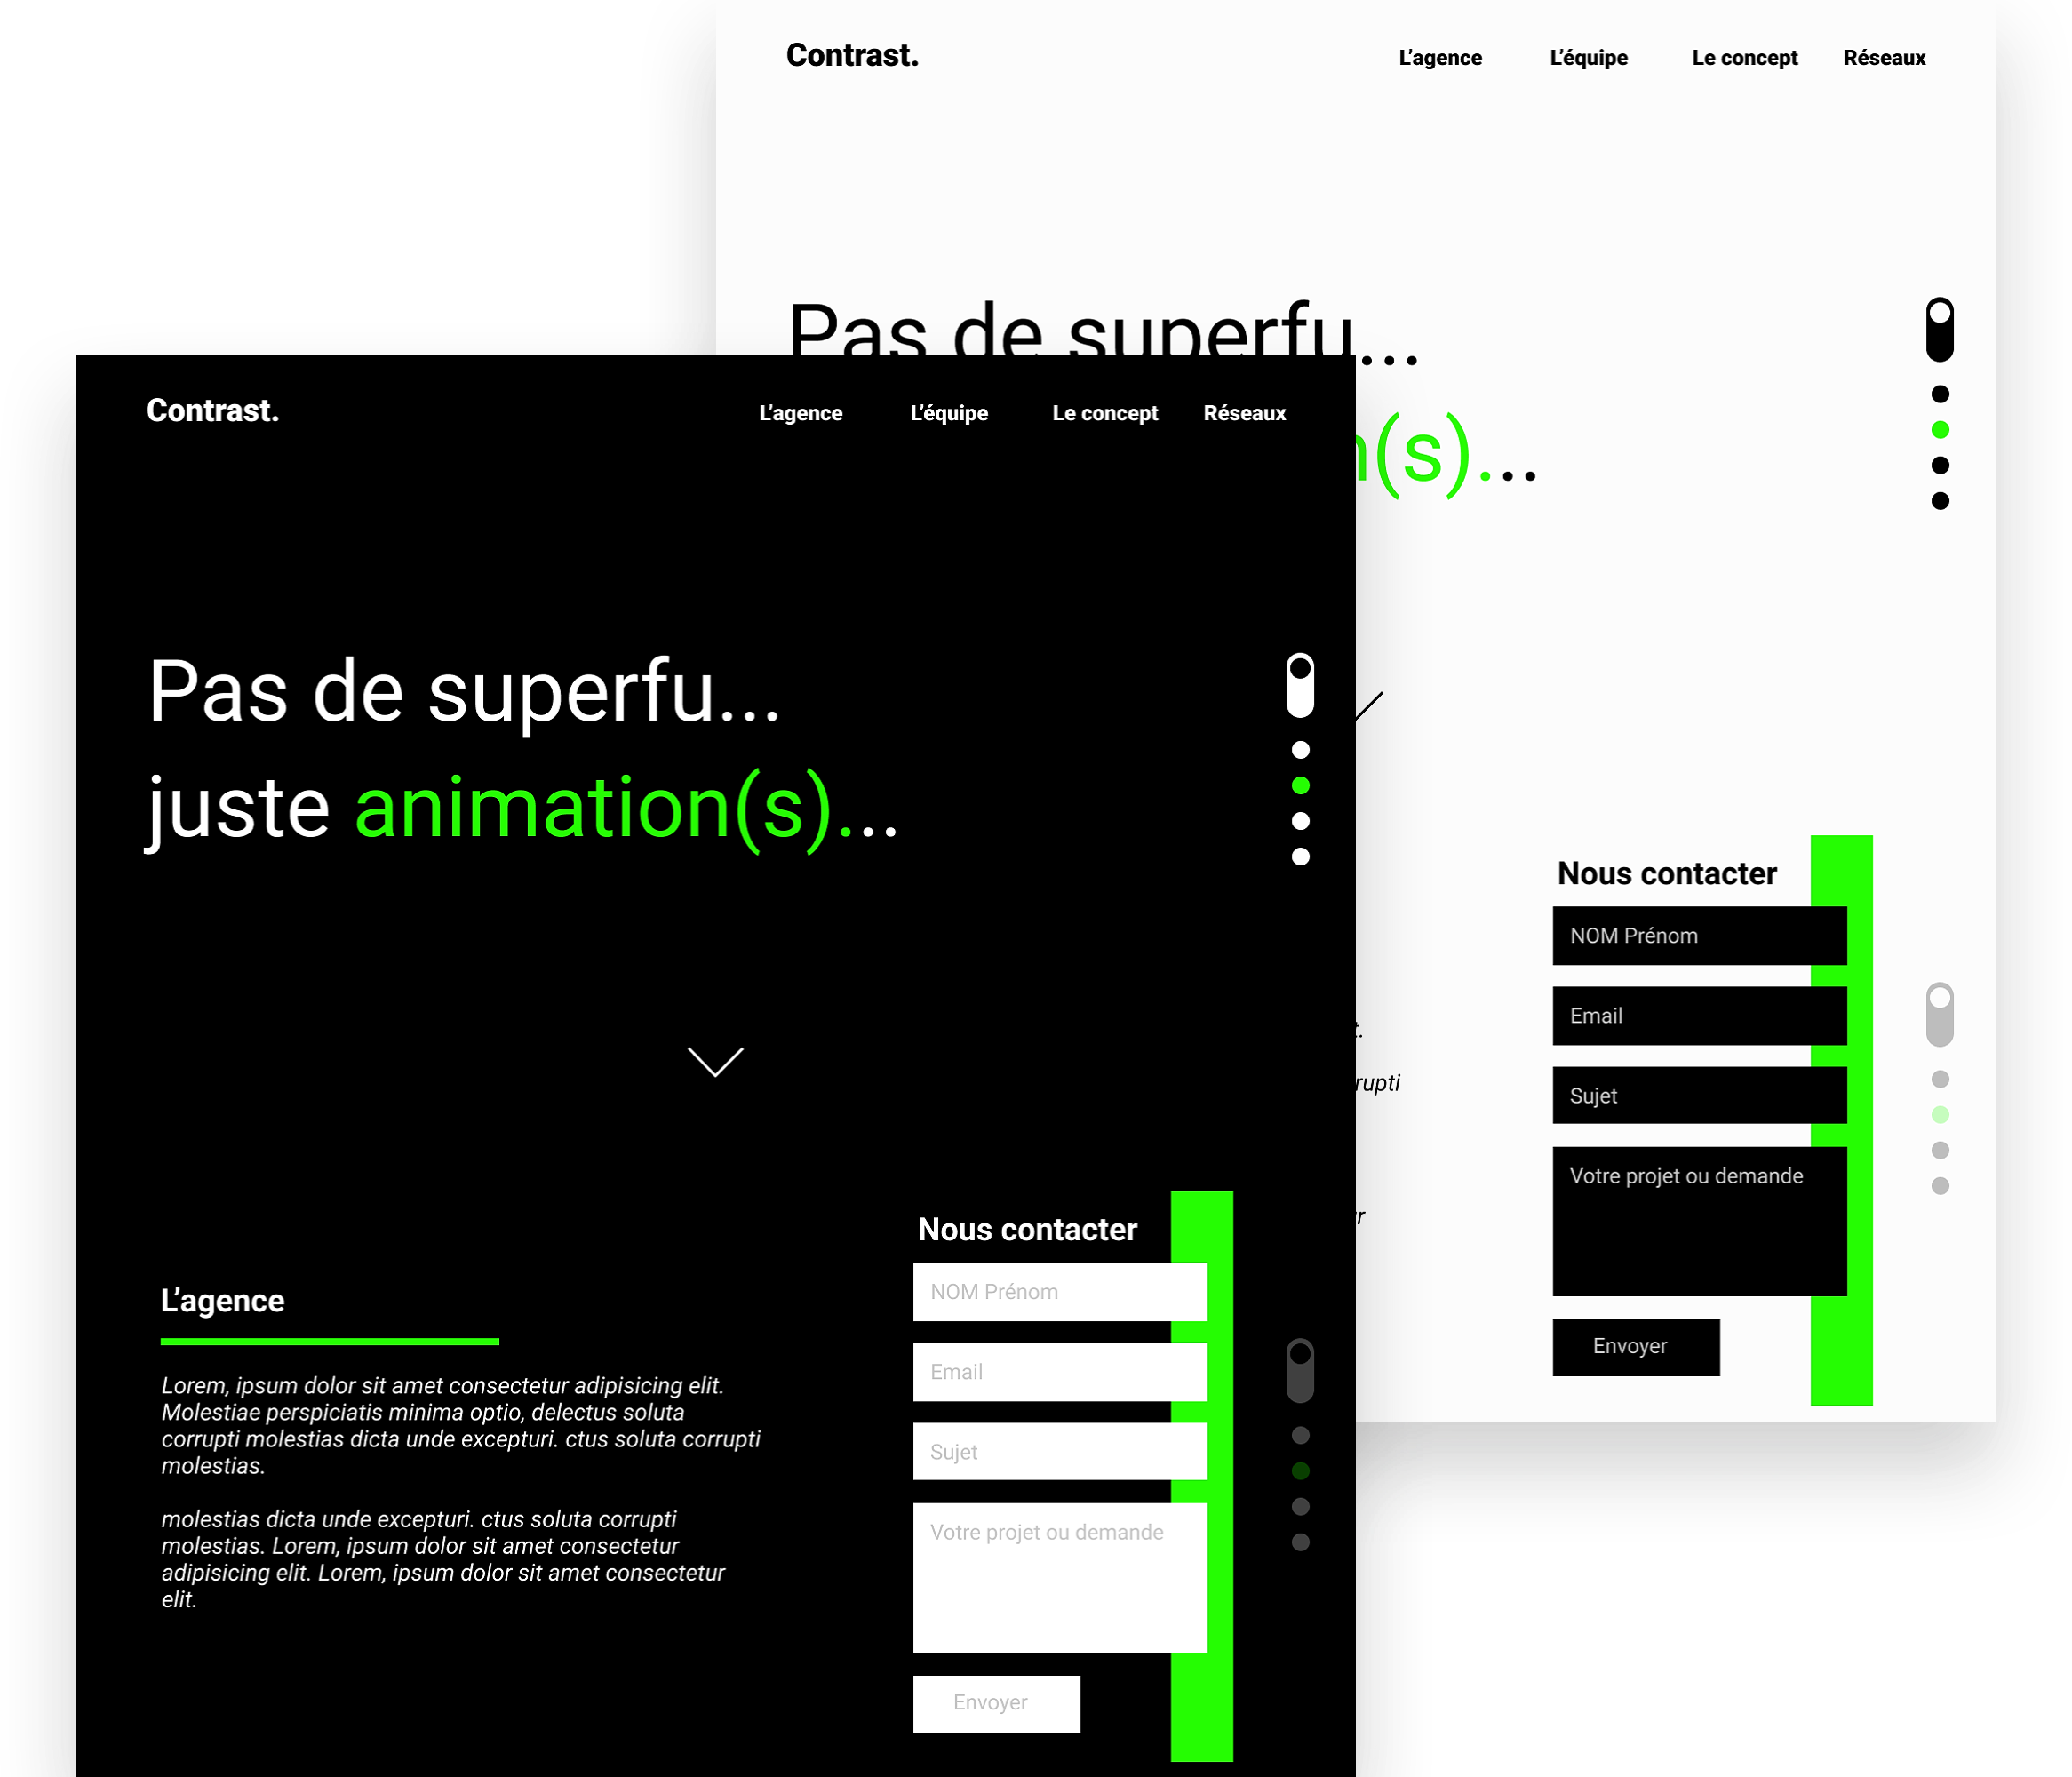 Contrast.
L’agence
L’équipe
Le concept
Réseaux
Pas de superfu...
n(s)...
Nous contacter
NOM Prénom
Email
Sujet
Votre projet ou demande
Envoyer
Contrast.
L’agence
L’équipe
Le concept
Réseaux
Pas de superfu...
juste animation(s)...
L’agence
Lorem, ipsum dolor sit amet consectetur adipisicing elit.
Molestiae perspiciatis minima optio, delectus soluta
corrupti molestias dicta unde excepturi. ctus soluta corrupti
molestias.
molestias dicta unde excepturi. ctus soluta corrupti
molestias. Lorem, ipsum dolor sit amet consectetur
adipisicing elit. Lorem, ipsum dolor sit amet consectetur
elit.
Nous contacter
NOM Prénom
Email
Sujet
Votre projet ou demande
Envoyer